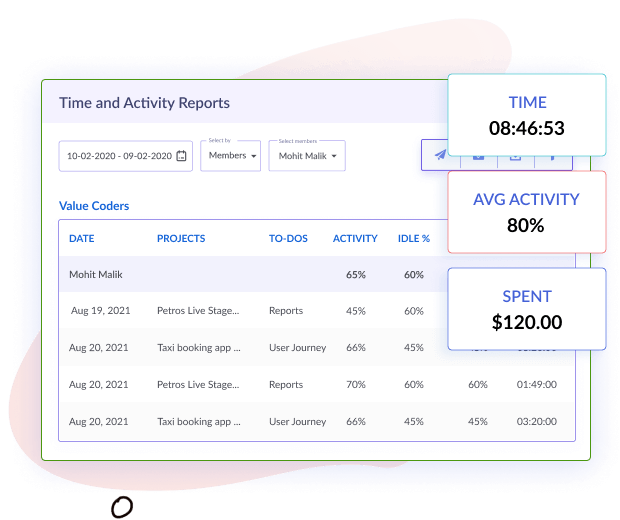 Time and Activity Reports
TIME
08:46:53
Select by
Select members
10-02-2020 - 09-02-2020
Members
Mohit Malik
AVG ACTIVITY
80%
Value Coders
DATE PROJECTS TO-DOS ACTIVITY IDLE %
Mohit Malik 65% 60%
SPENT
$120.00
Aug 19, 2021 Petros Live Stage... Reports 45% 60%
Aug 20, 2021 Taxi booking app ... User Journey 66% 45%
Aug 20, 2021 Petros Live Stage... Reports 70% 60% 60% 01:49:00
Aug 20, 2021 Taxi booking app ... User Journey 66% 45% 45% 03:20:00